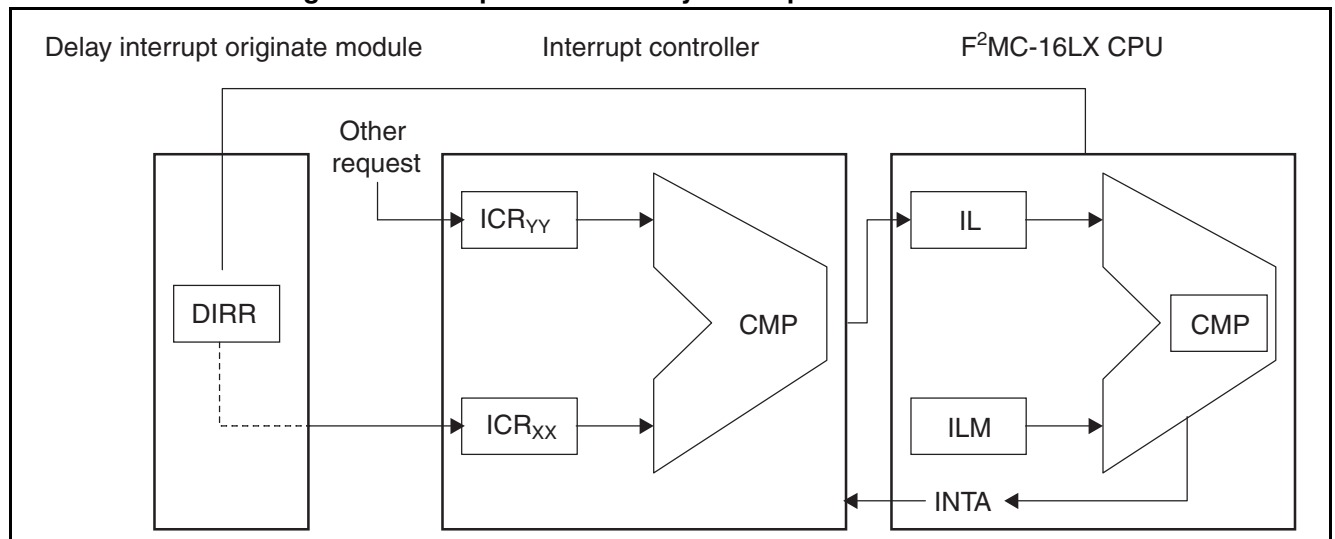 Delay interrupt originate module
Interrupt controller
F²MC-16LX CPU
Other
request
ICR_YY
IL
DIRR
CMP
CMP
ICR_XX
ILM
INTA